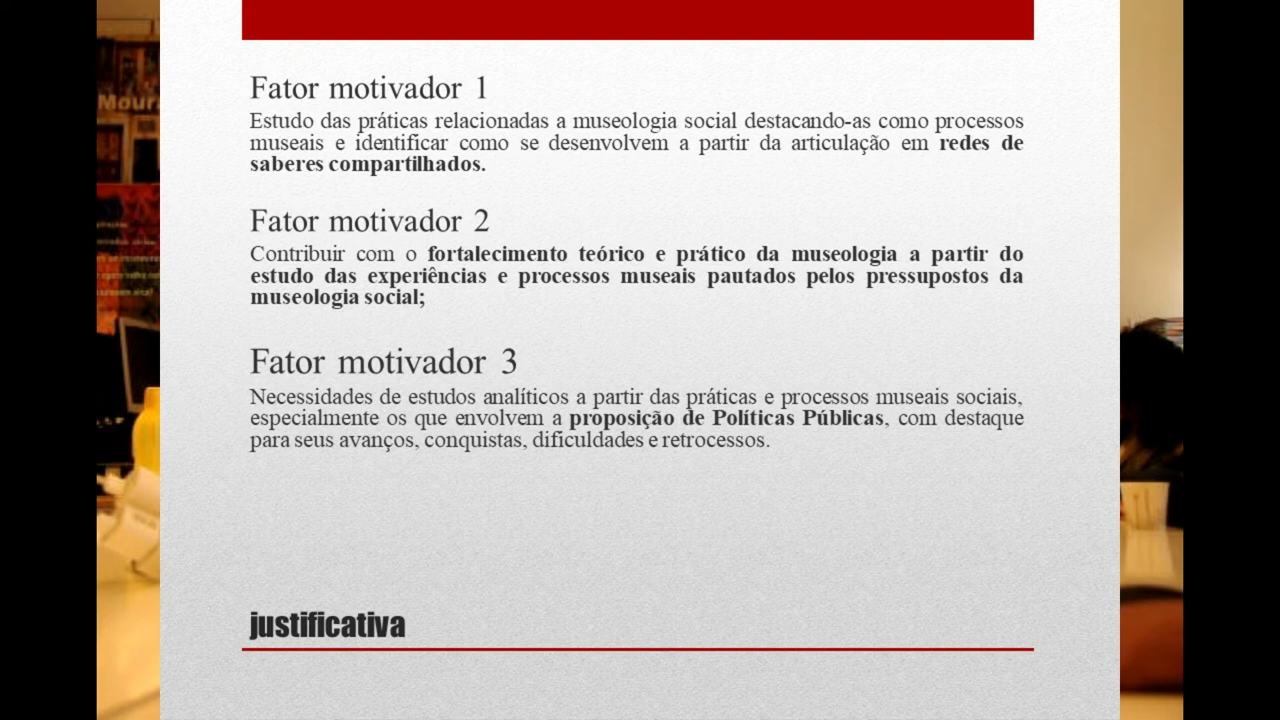 Mour
Fator motivador 1
Estudo das práticas relacionadas a museologia social destacando-as como processos
museais e identificar como se desenvolvem a partir da articulação em redes de
saberes compartilhados.
Fator motivador 2
Contribuir com o fortalecimento teórico e prático da museologia a partir do
estudo das experiências e processos museais pautados pelos pressupostos da
museologia social;
Fator motivador 3
Necessidades de estudos analíticos a partir das práticas e processos museais sociais,
especialmente os que envolvem a proposição de Políticas Públicas, com destaque
para seus avanços, conquistas, dificuldades e retrocessos.
justificativa